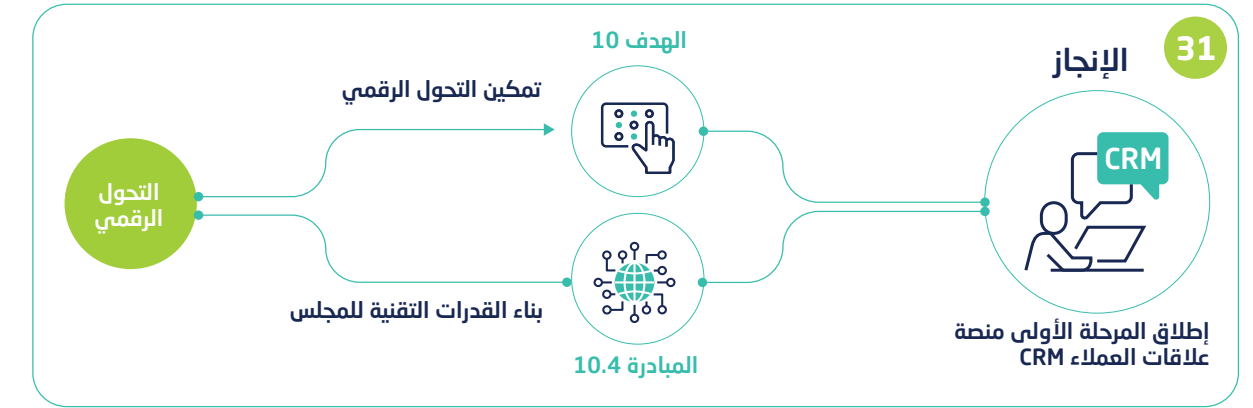 31
الإنجاز
CRM
إطلاق المرحلة الأولى منصة
علاقات العملاء CRM
الهدف 10
تمكين التحول الرقمي
بناء القدرات التقنية للمجلس
المبادرة 10.4
التحول
الرقمي